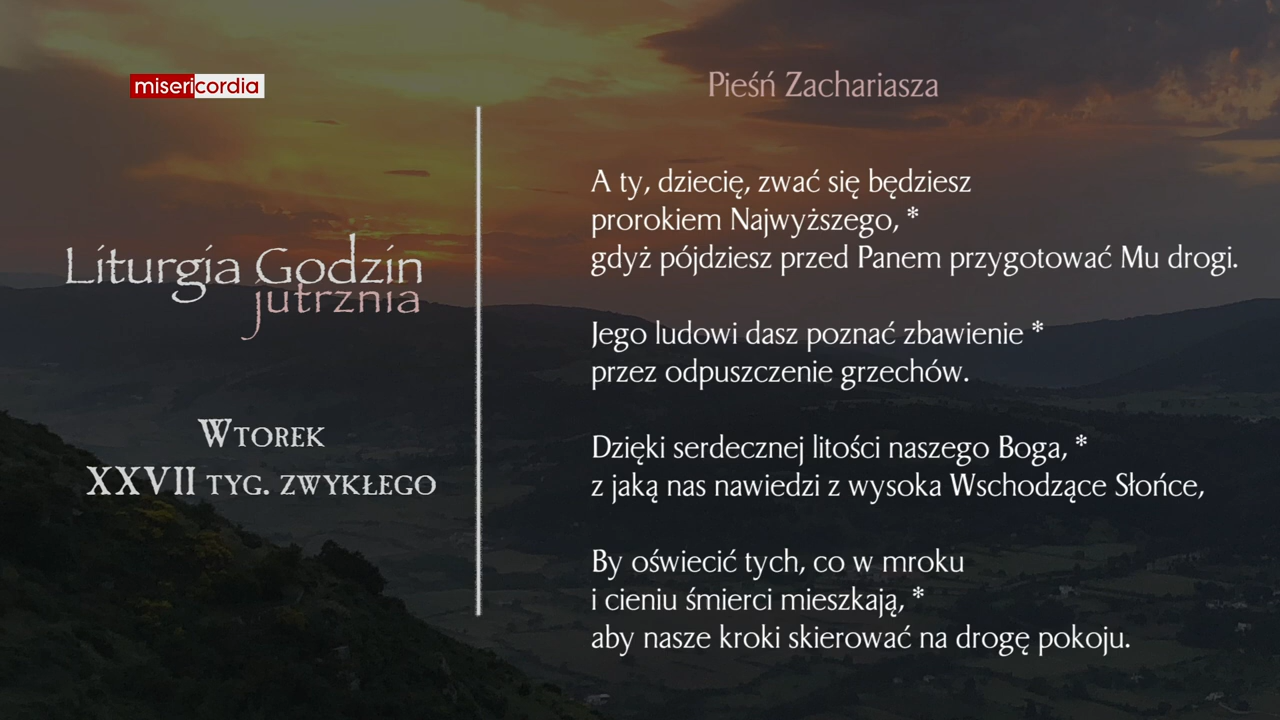 misericordia
Liturgia Godzin
jutrznia
Wtorek
XXVII tyg. zwykłego
Pieśń Zachariasza
A ty, dziecię, zwać się będziesz
prorokiem Najwyższego, *
gdyż pójdziesz przed Panem przygotować Mu drogi.
Jego ludowi dasz poznać zbawienie *
przez odpuszczenie grzechów.
Dzięki serdecznej litości naszego Boga, *
z jaką nas nawiedzi z wysoka Wschodzące Słońce,
By oświecić tych, co w mroku
i cieniu śmierci mieszkają, *
aby nasze kroki skierować na drogę pokoju.